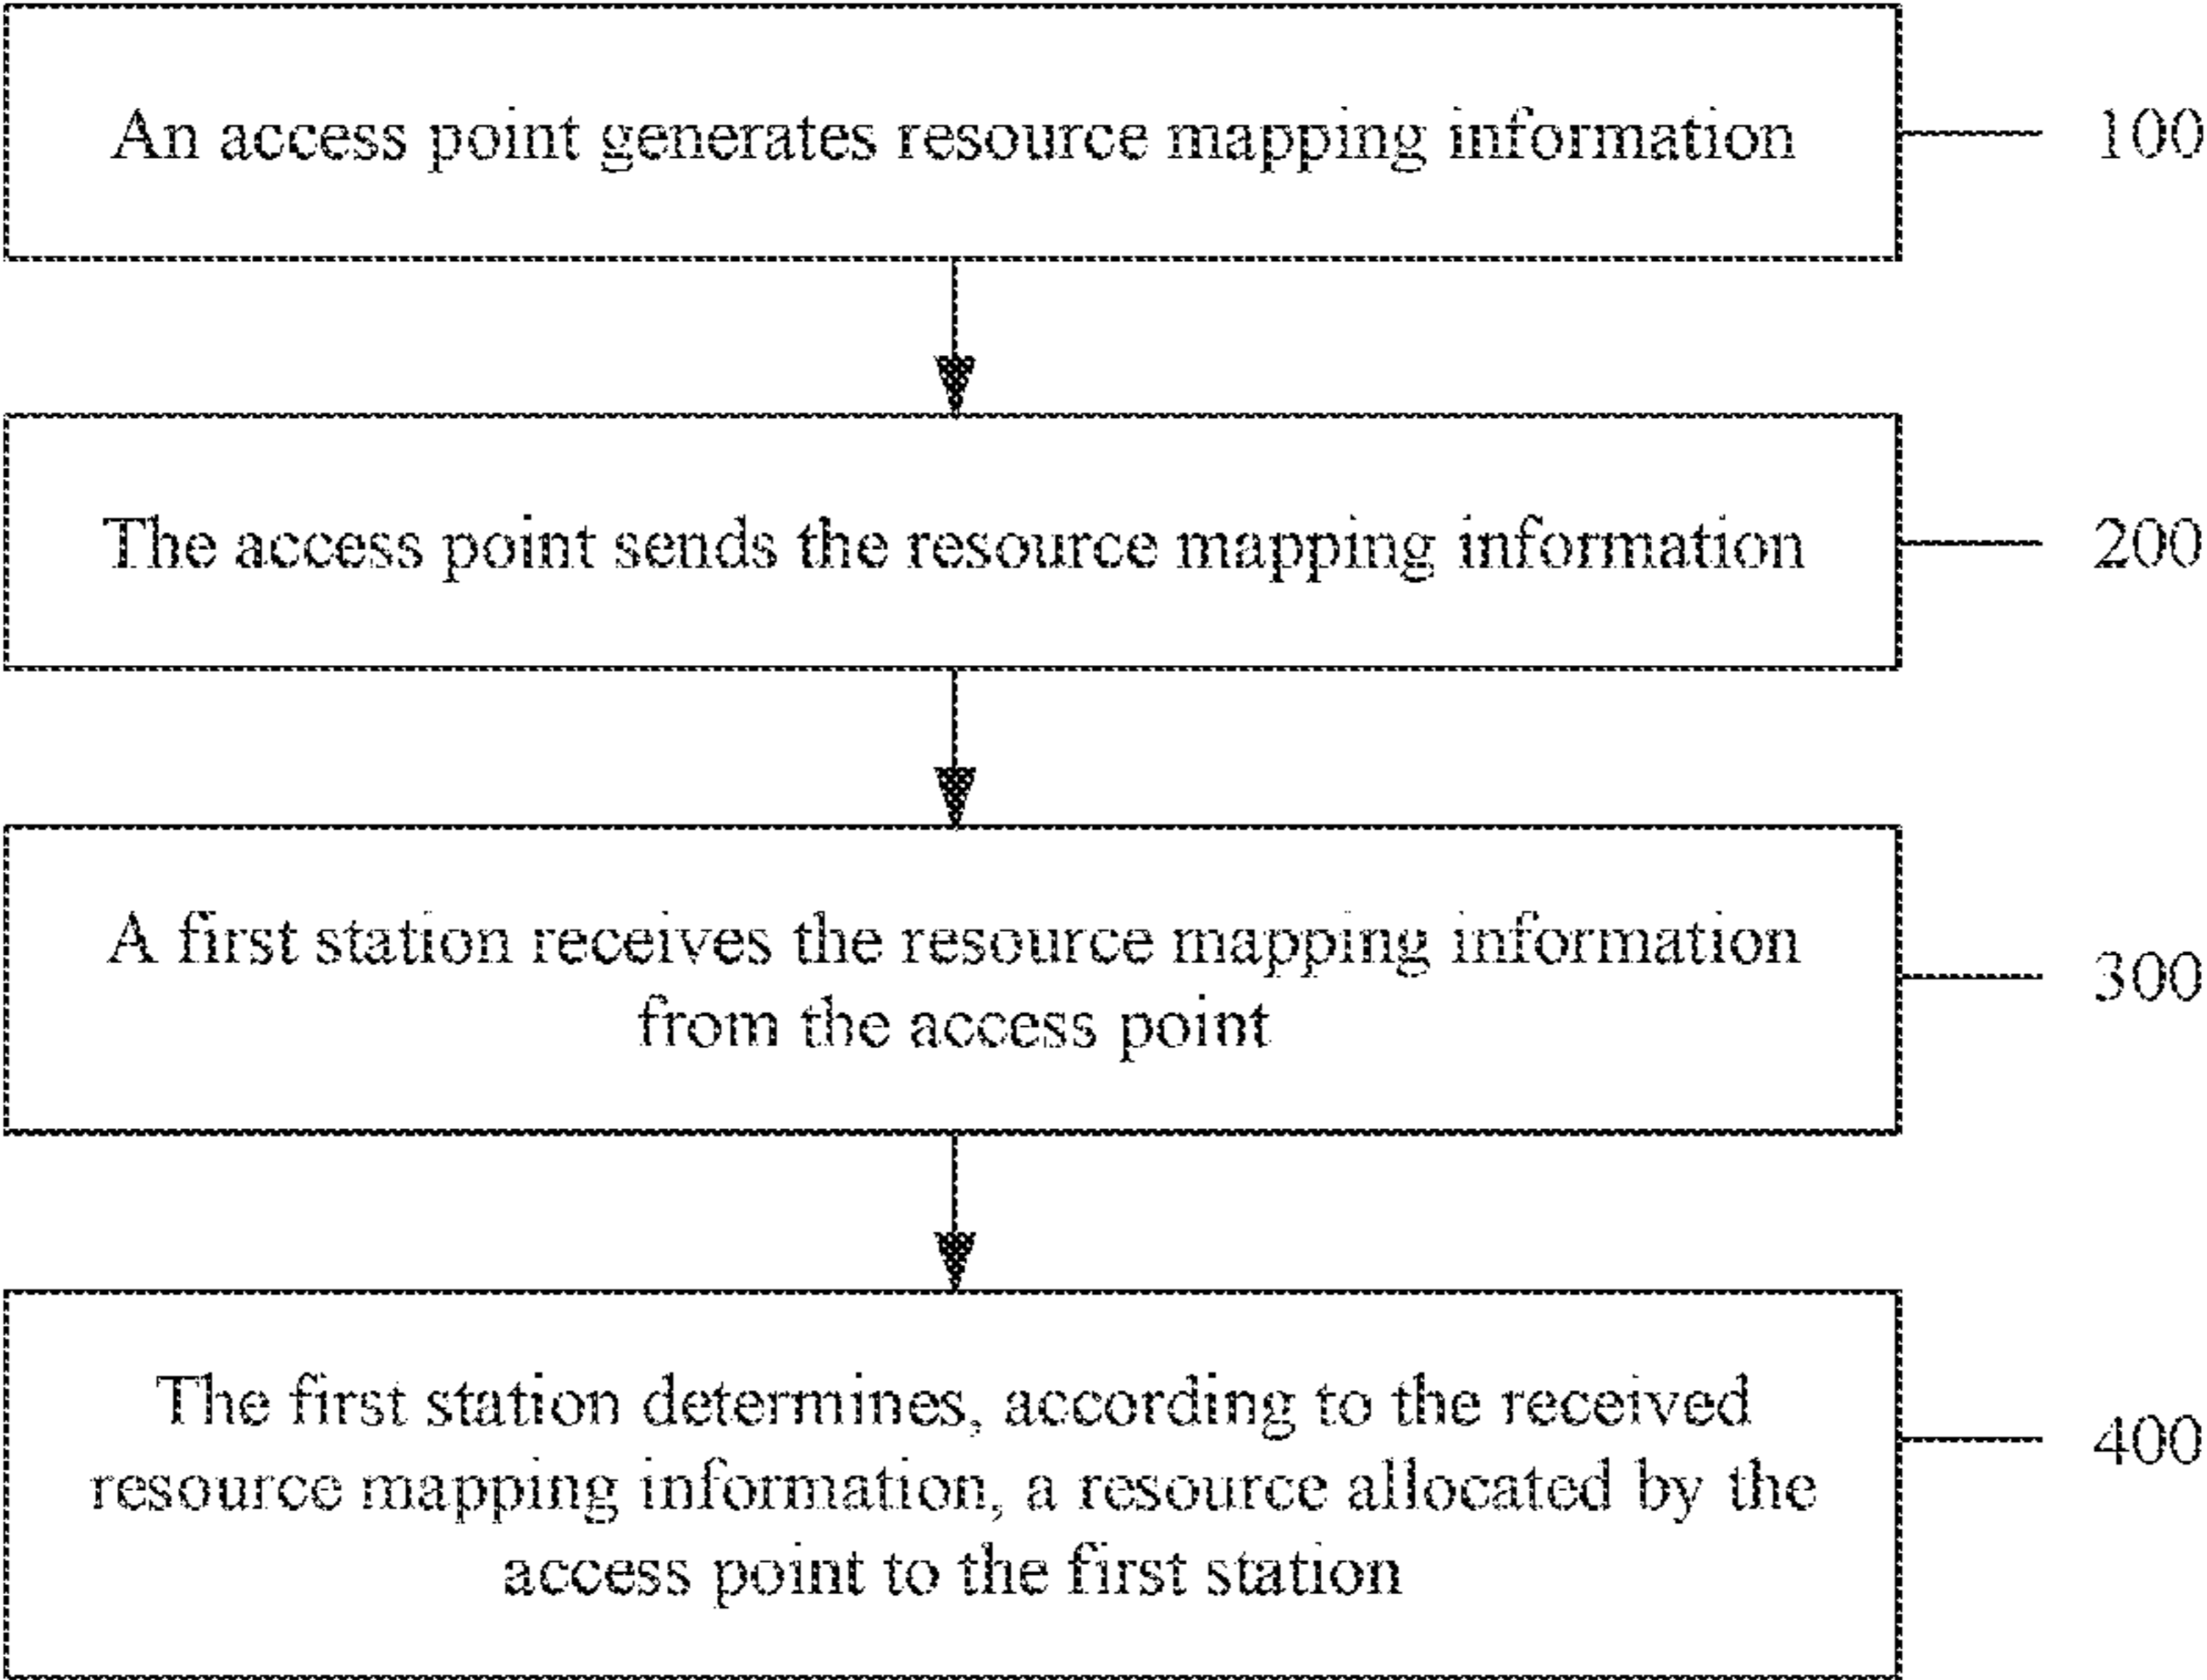 An access point generates resource mapping information
100
The access point sends the resource mapping information
200
A first station receives the resource mapping information
from the access point
300
The first station determines, according to the received
resource mapping information, a resource allocated by the
access point to the first station
400